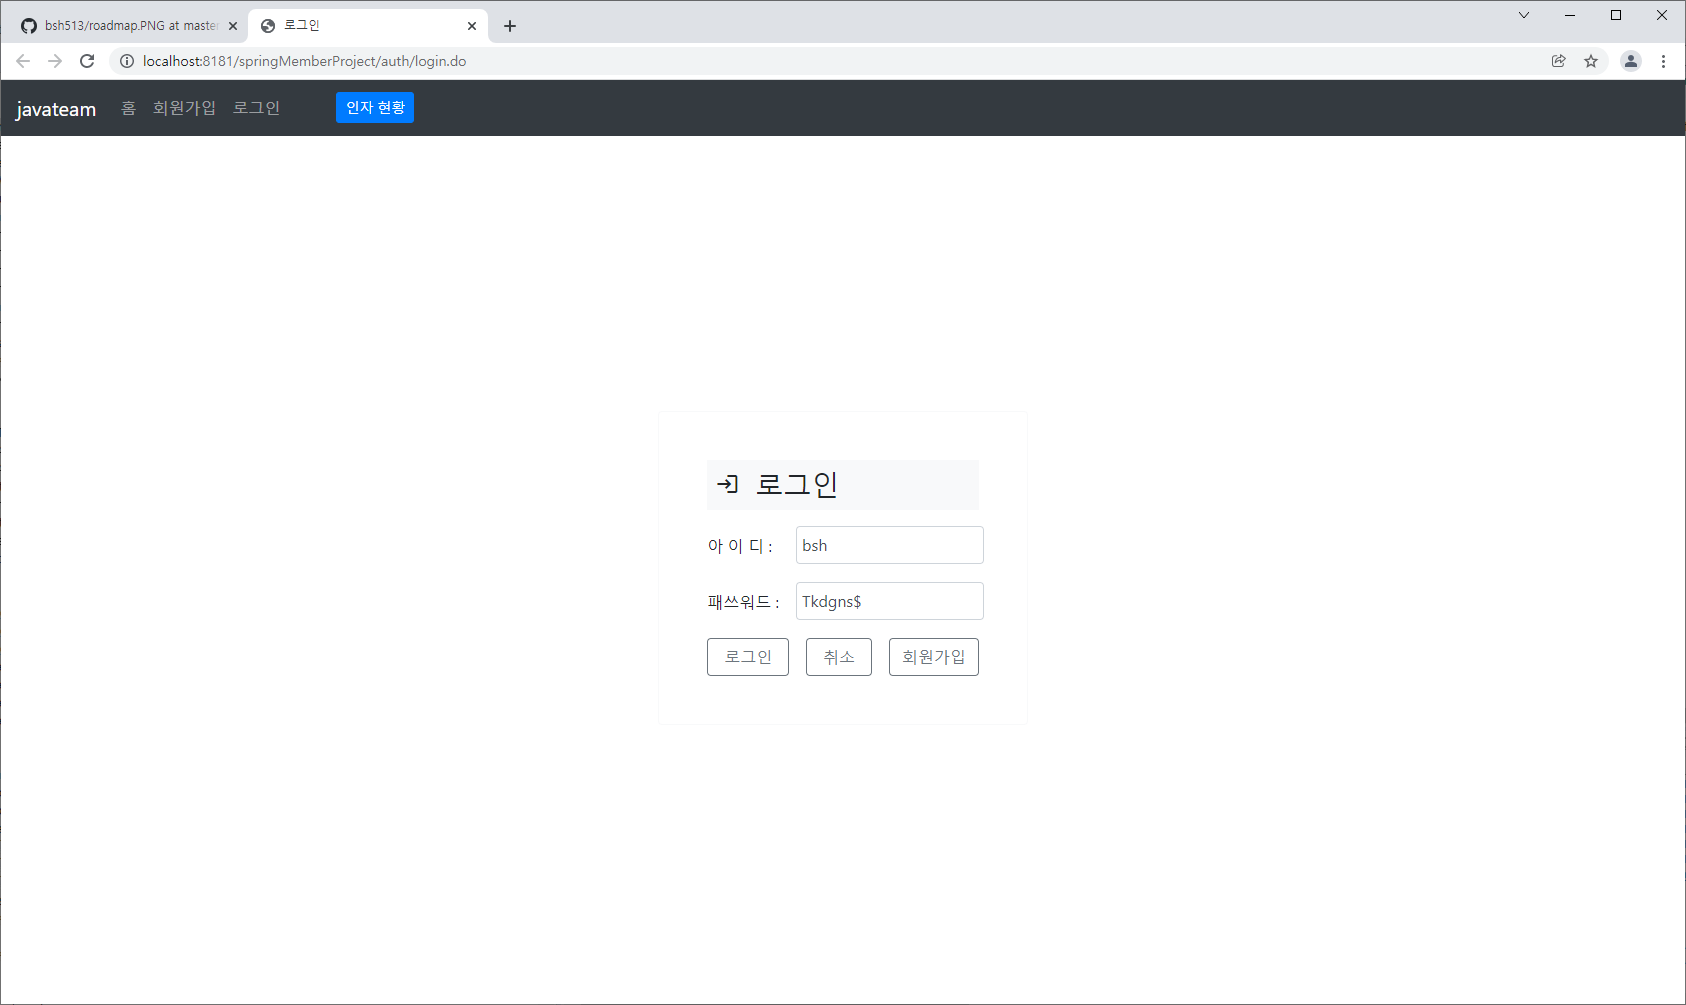 bsh513/roadmap.PNG at master
로그인
localhost:8181/springMemberProject/auth/login.do
javateam 홈 회원가입 로그인 인자 현황
로그인
아 이 디 : bsh
패쓰워드 : Tkdgns$
로그인 취소 회원가입